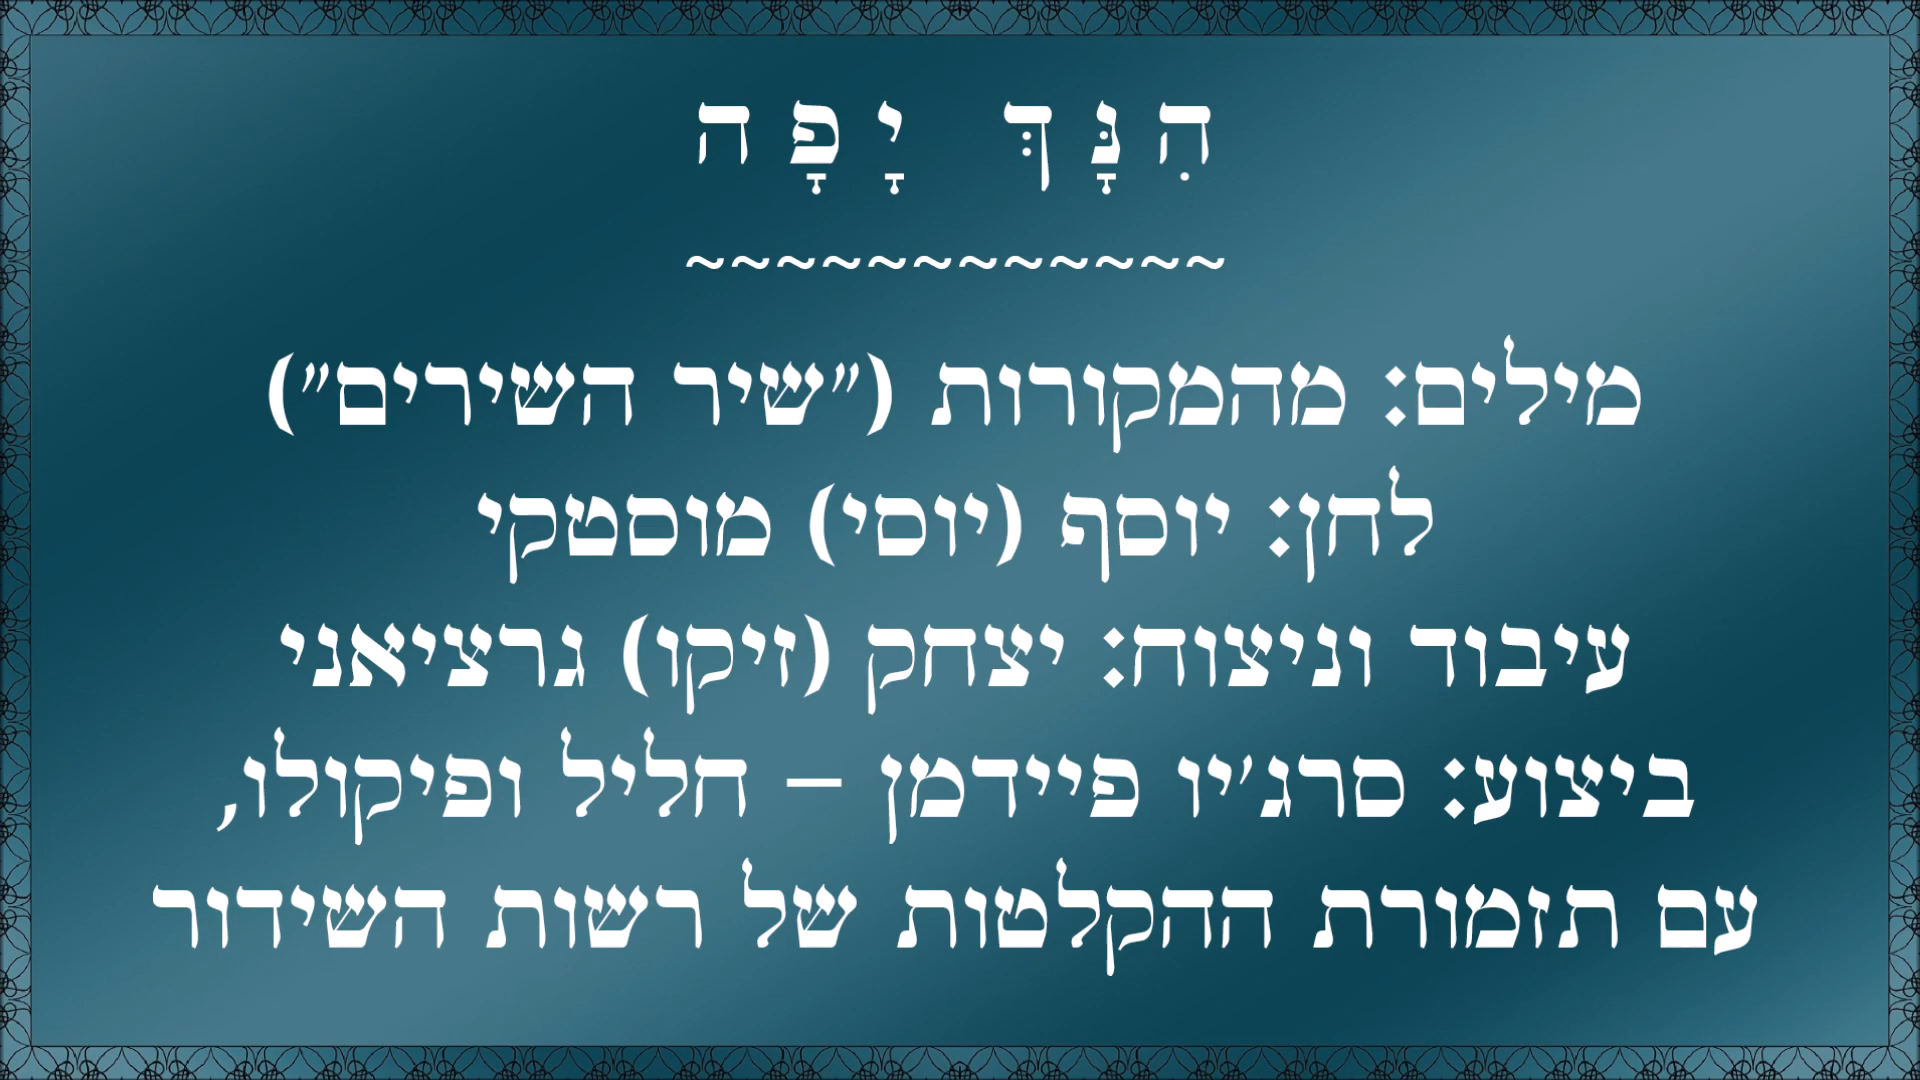 הִנָּךְ יָפָה
~~~~~~~~~~~~
מילים: מהמקורות ("שיר השירים")
לחן: יוסף (יוסי) מוסטקי
עיבוד וניצוח: יצחק (זיקו) גרציאני
ביצוע: סרג'יו פיידמן – חליל ופיקולו,
עם תזמורת ההקלטות של רשות השידור